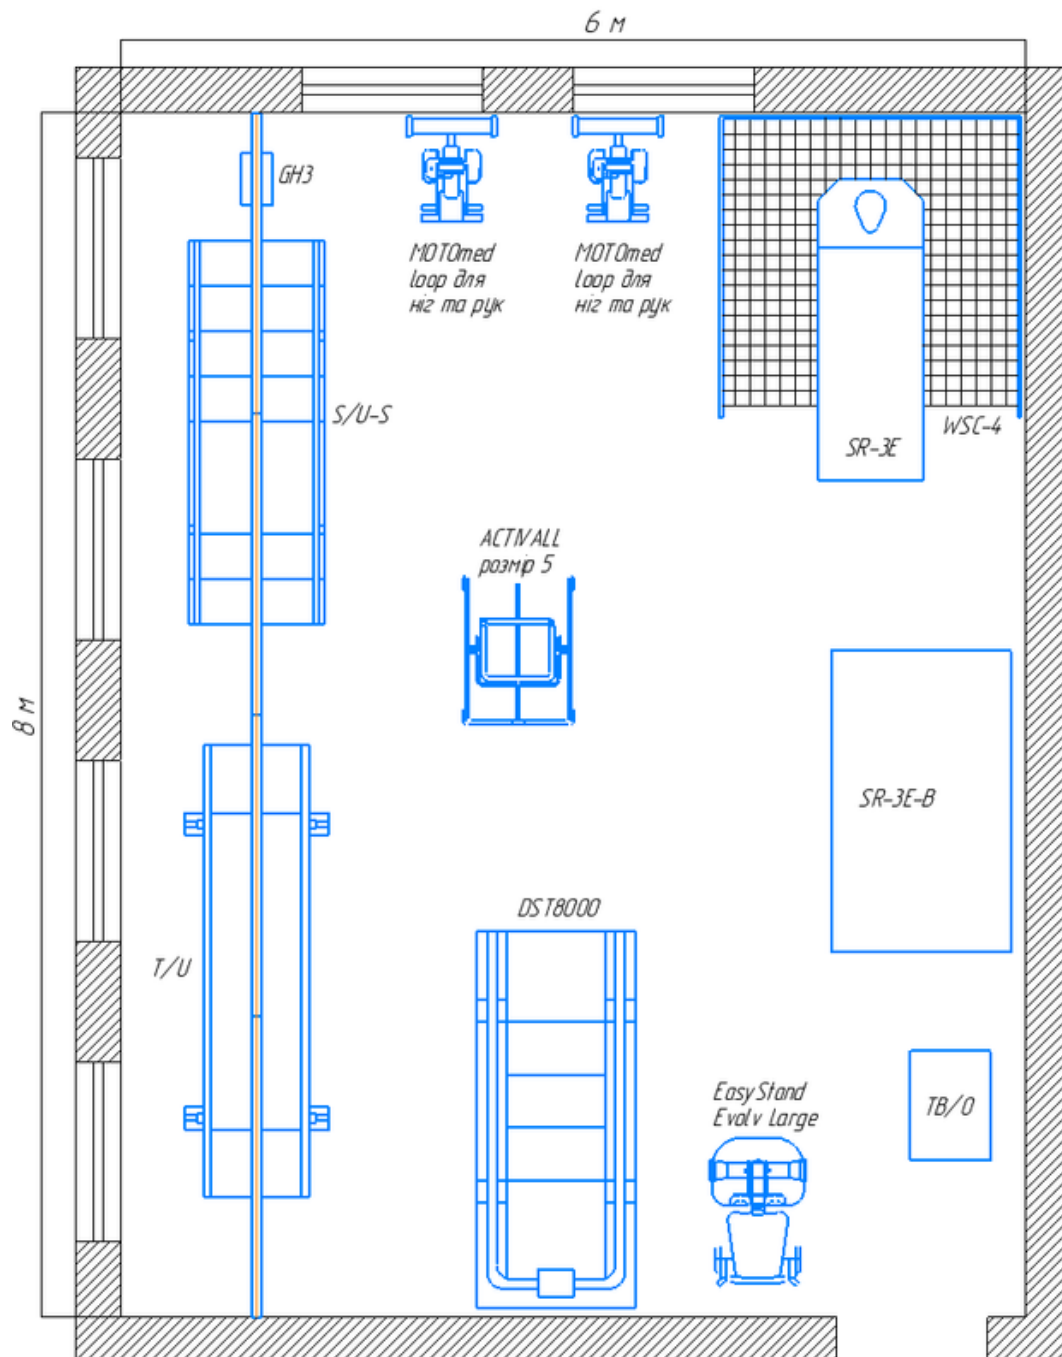 6 м
GH3
MOTOmed
loop для
ніг та рук
MOTOmed
loop для
ніг та рук
S/U-S
WSC-4
SR-3E
ACTIVALL
розмір 5
8 м
SR-3E-B
DST8000
T/U
EasyStand
Evolv Large
TB/O